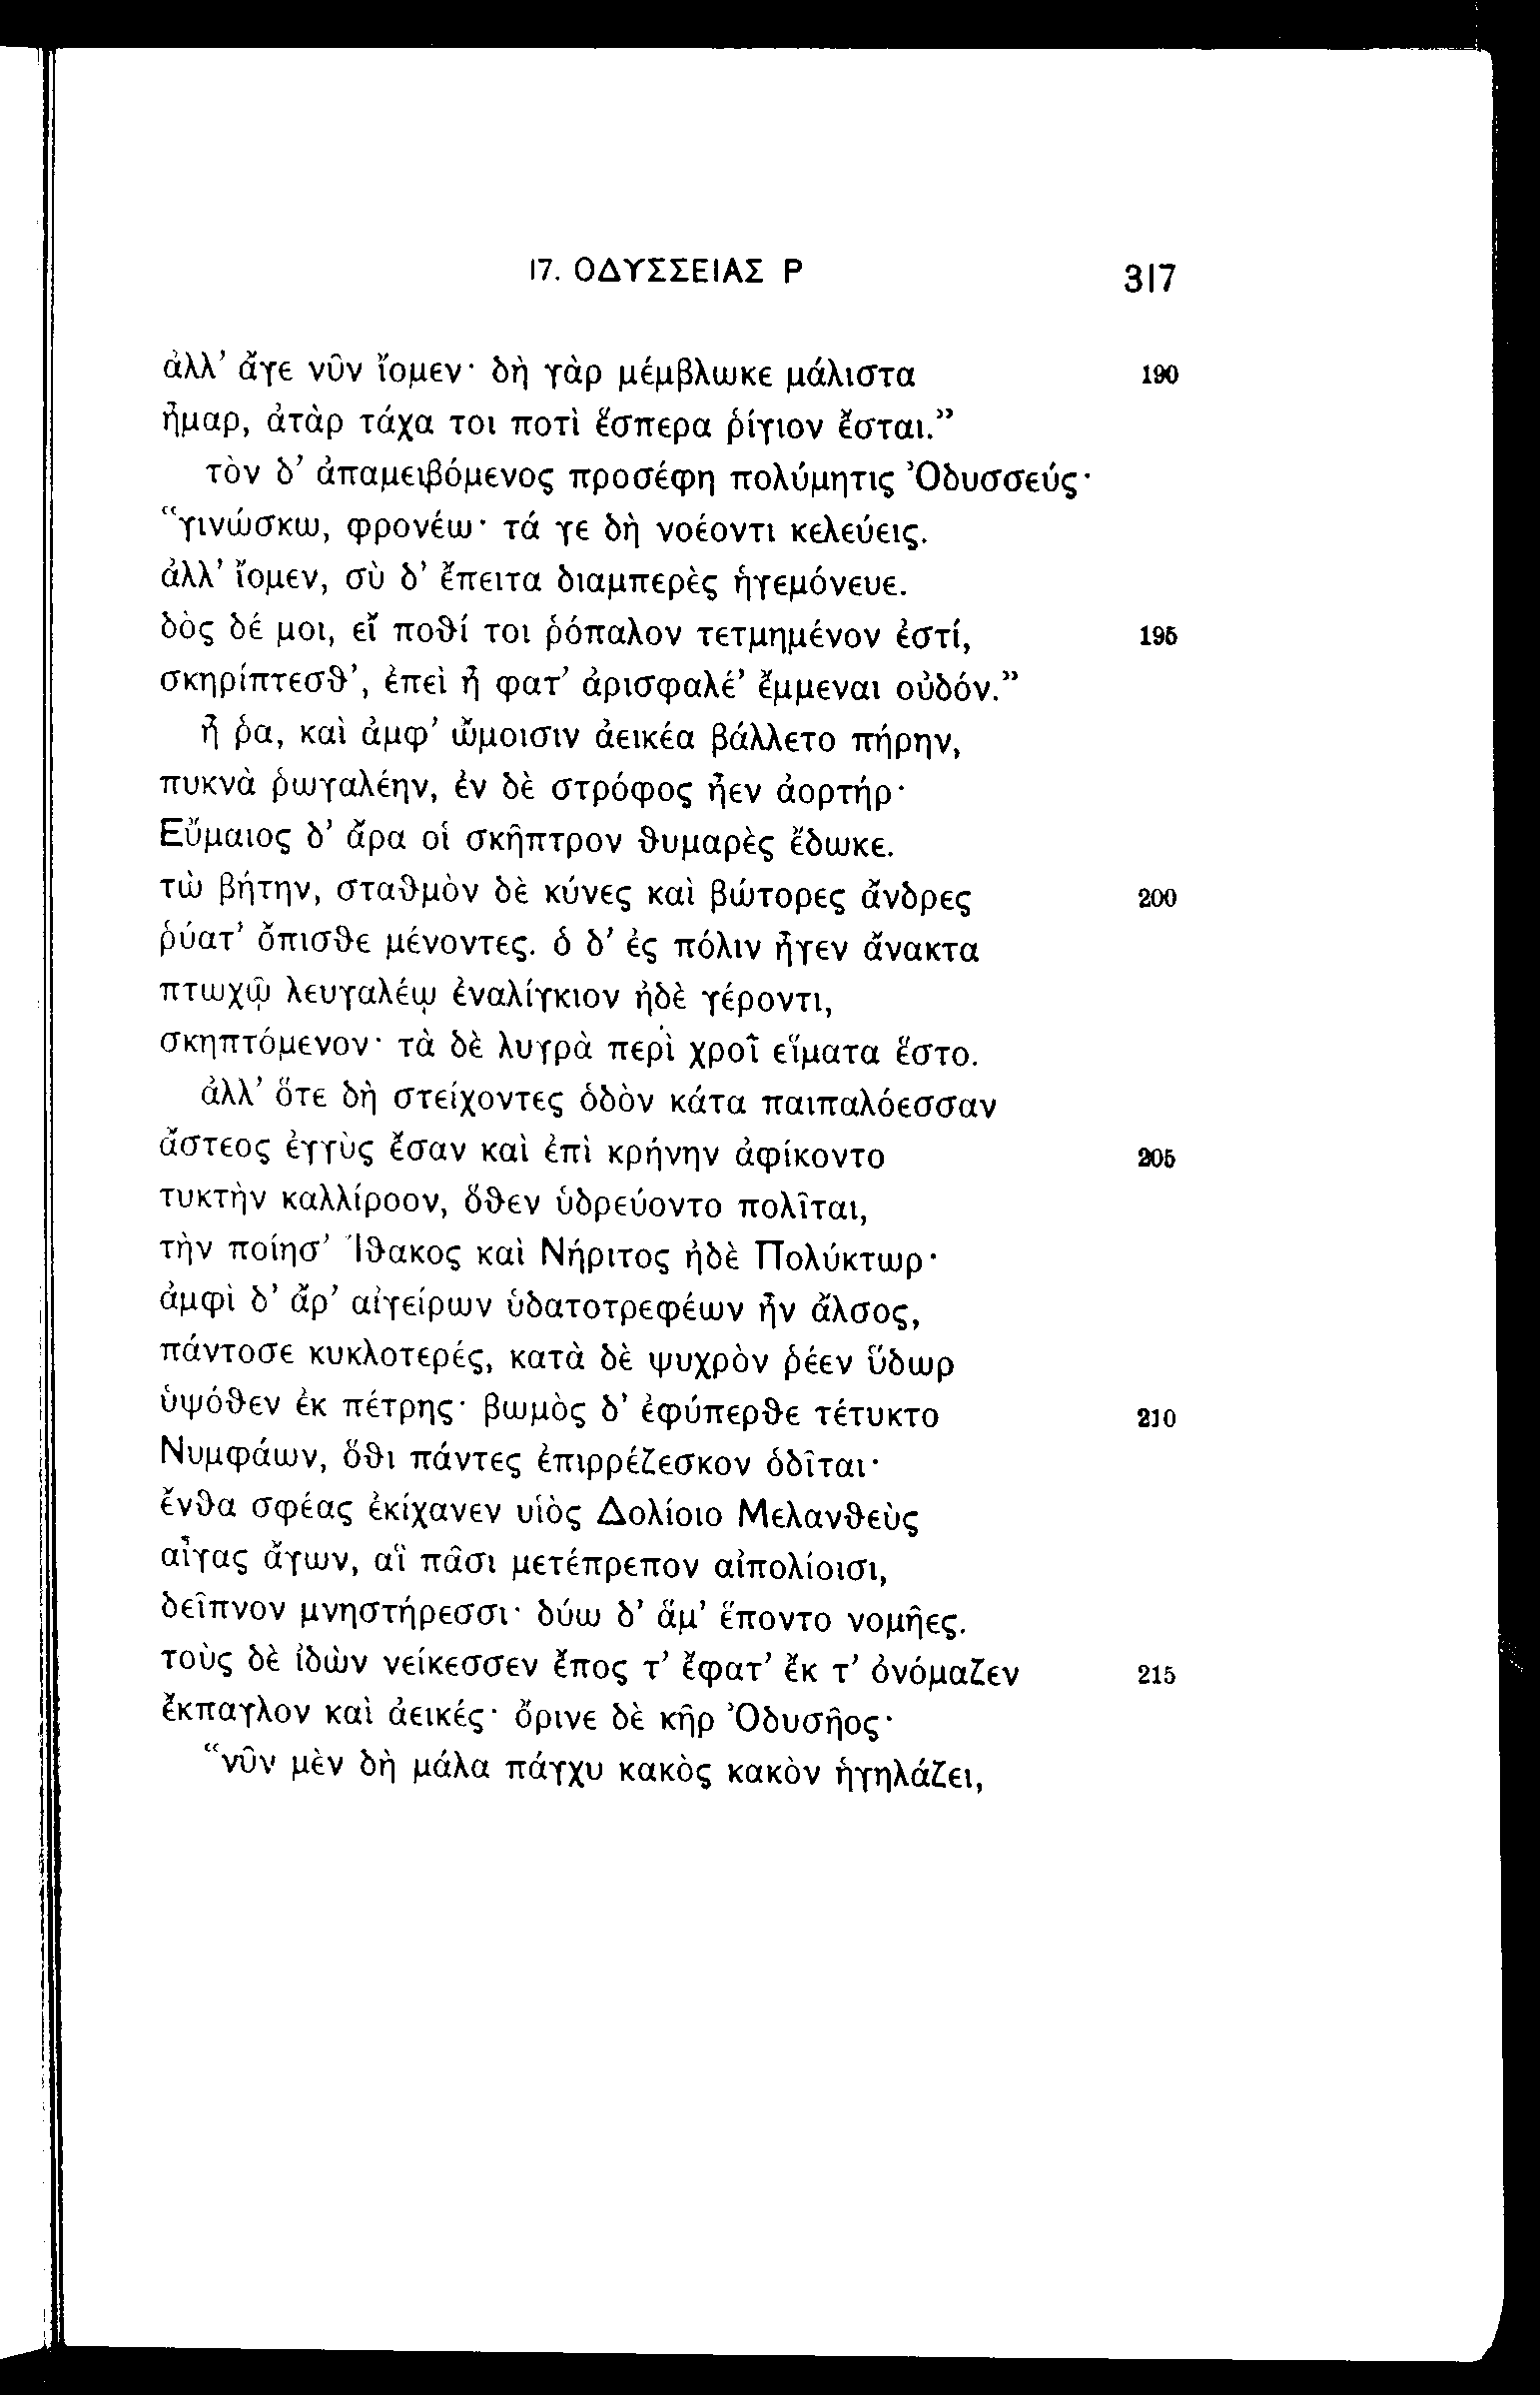 17. ΟΔΥΣΣΕΙΑΣ Ρ 317
ἀλλ’ ἄγε νῦν ἴομεν· δὴ γὰρ μέμβλωκε μάλιστα 190
ἦμαρ, ἀτὰρ τάχα τοι ποτὶ ἕσπερα ῥίγιον ἔσται.”
τὸν δ’ ἀπαμειβόμενος προσέφη πολύμητις Ὀδυσσεύς·
“γινώσκω, φρονέω· τά γε δὴ νοέοντι κελεύεις.
ἀλλ’ ἴομεν, σὺ δ’ ἔπειτα διαμπερὲς ἡγεμόνευε.
δὸς δέ μοι, εἴ ποθί τοι ῥόπαλον τετμημένον ἐστί, 195
σκηρίπτεσθ’, ἐπεὶ ἦ φατ’ ἀρισφαλέ’ ἔμμεναι οὐδόν.”
ἦ ῥα, καὶ ἀμφ’ ὤμοισιν ἀεικέα βάλλετο πήρην,
πυκνὰ ῥωγαλέην, ἐν δὲ στρόφος ἦεν ἀορτήρ·
Εὔμαιος δ’ ἄρα οἱ σκῆπτρον θυμαρὲς ἔδωκε.
τὼ βήτην, σταθμὸν δὲ κύνες καὶ βώτορες ἄνδρες 200
ῥύατ’ ὄπισθε μένοντες. ὁ δ’ ἐς πόλιν ἦγεν ἄνακτα
πτωχῷ λευγαλέῳ ἐναλίγκιον ἠδὲ γέροντι,
σκηπτόμενον· τὰ δὲ λυγρὰ περὶ χροῒ εἵματα ἕστο.
ἀλλ’ ὅτε δὴ στείχοντες ὁδὸν κάτα παιπαλόεσσαν
ἄστεος ἐγγὺς ἔσαν καὶ ἐπὶ κρήνην ἀφίκοντο 205
τυκτὴν καλλίροον, ὅθεν ὑδρεύοντο πολῖται,
τὴν ποίησ’ Ἴθακος καὶ Νήριτος ἠδὲ Πολύκτωρ·
ἀμφὶ δ’ ἄρ’ αἰγείρων ὑδατοτρεφέων ἦν ἄλσος,
πάντοσε κυκλοτερές, κατὰ δὲ ψυχρὸν ῥέεν ὕδωρ
ὑψόθεν ἐκ πέτρης· βωμὸς δ’ ἐφύπερθε τέτυκτο 210
Νυμφάων, ὅθι πάντες ἐπιρρέζεσκον ὁδῖται·
ἔνθα σφέας ἐκίχανεν υἱὸς Δολίοιο Μελανθεὺς
αἶγας ἄγων, αἳ πᾶσι μετέπρεπον αἰπολίοισι,
δεῖπνον μνηστήρεσσι· δύω δ’ ἅμ’ ἕποντο νομῆες.
τοὺς δὲ ἰδὼν νείκεσσεν ἔπος τ’ ἔφατ’ ἔκ τ’ ὀνόμαζεν 215
ἔκπαγλον καὶ ἀεικές· ὄρινε δὲ κῆρ Ὀδυσῆος·
“νῦν μὲν δὴ μάλα πάγχυ κακὸς κακὸν ἡγηλάζει,